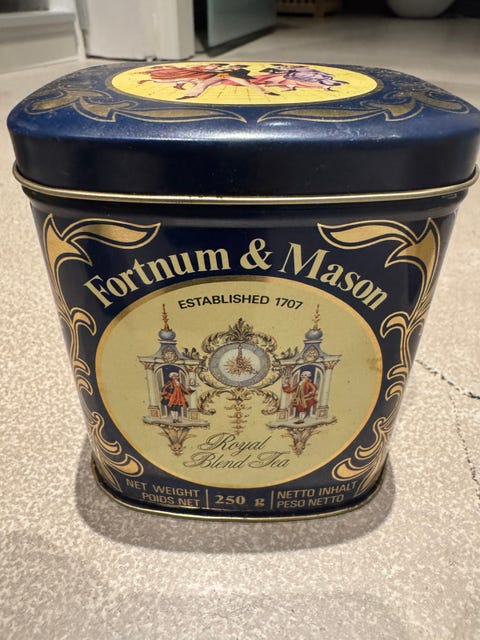 Fortnum & Mason
ESTABLISHED 1707
Royal
Blend Tea
NET WEIGHT
POIDS NET
250 g
NETTO INHALT
PESO NETTO